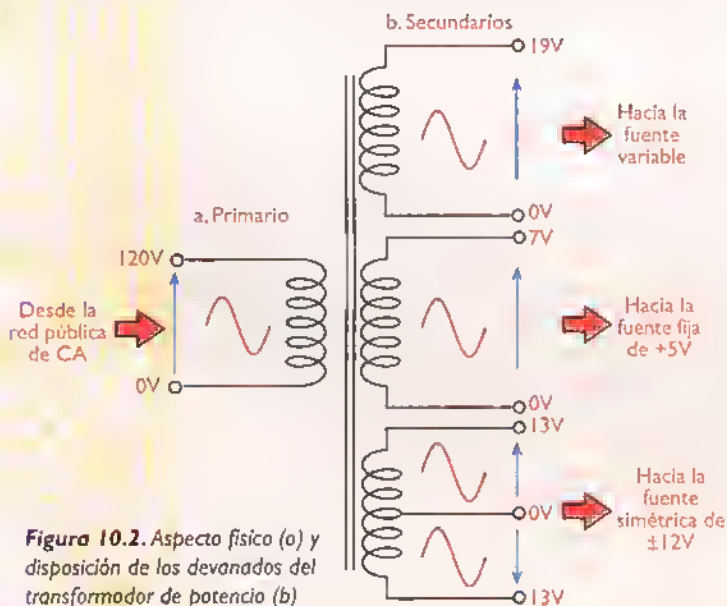 b. Secundarios
19V
Hacia la
fuente
variable
0V
a. Primario
120V
7V
Desde la
red pública
de CA
Hacia la
fuente fija
de +5V
0V
0V
13V
Hacia la
fuente
simétrica de
±12V
0V
13V
Figura 10.2. Aspecto físico (a) y
disposición de los devanados del
transformador de potencio (b)